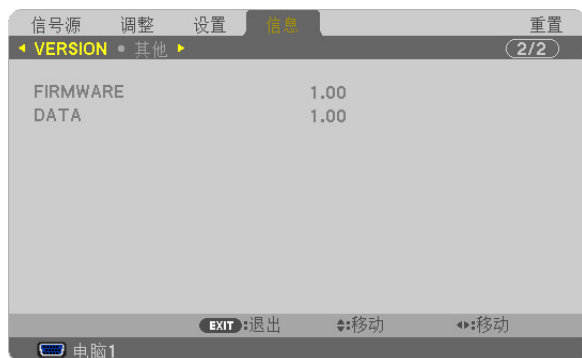 信号源 调整 设置 信息 重置
VERSION • 其他 2/2
FIRMWARE 1.00
DATA 1.00
EXIT:退出 :移动 :移动
电脑1